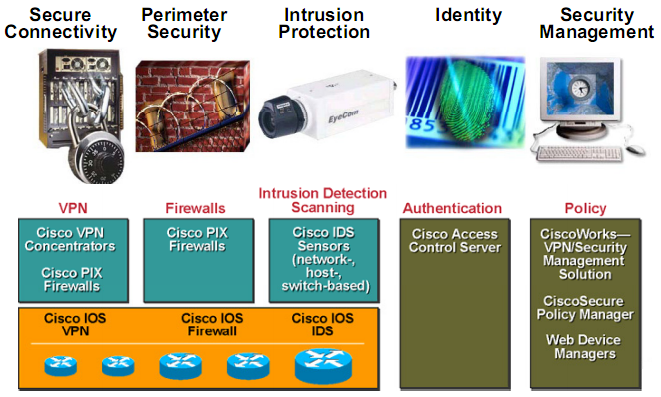 Secure
Connectivity
Perimeter
Security
Intrusion
Protection
Identity
Security
Management
EyeCom
85
VPN
Firewalls
Intrusion Detection
Scanning
Authentication
Policy
Cisco VPN
Concentrators
Cisco PIX
Firewalls
Cisco PIX
Firewalls
Cisco IDS
Sensors
(network-,
host-,
switch-based)
Cisco Access
Control Server
CiscoWorks—
VPN/Security
Management
Solution
CiscoSecure
Policy Manager
Web Device
Managers
Cisco IOS
VPN
Cisco IOS
Firewall
Cisco IOS
IDS